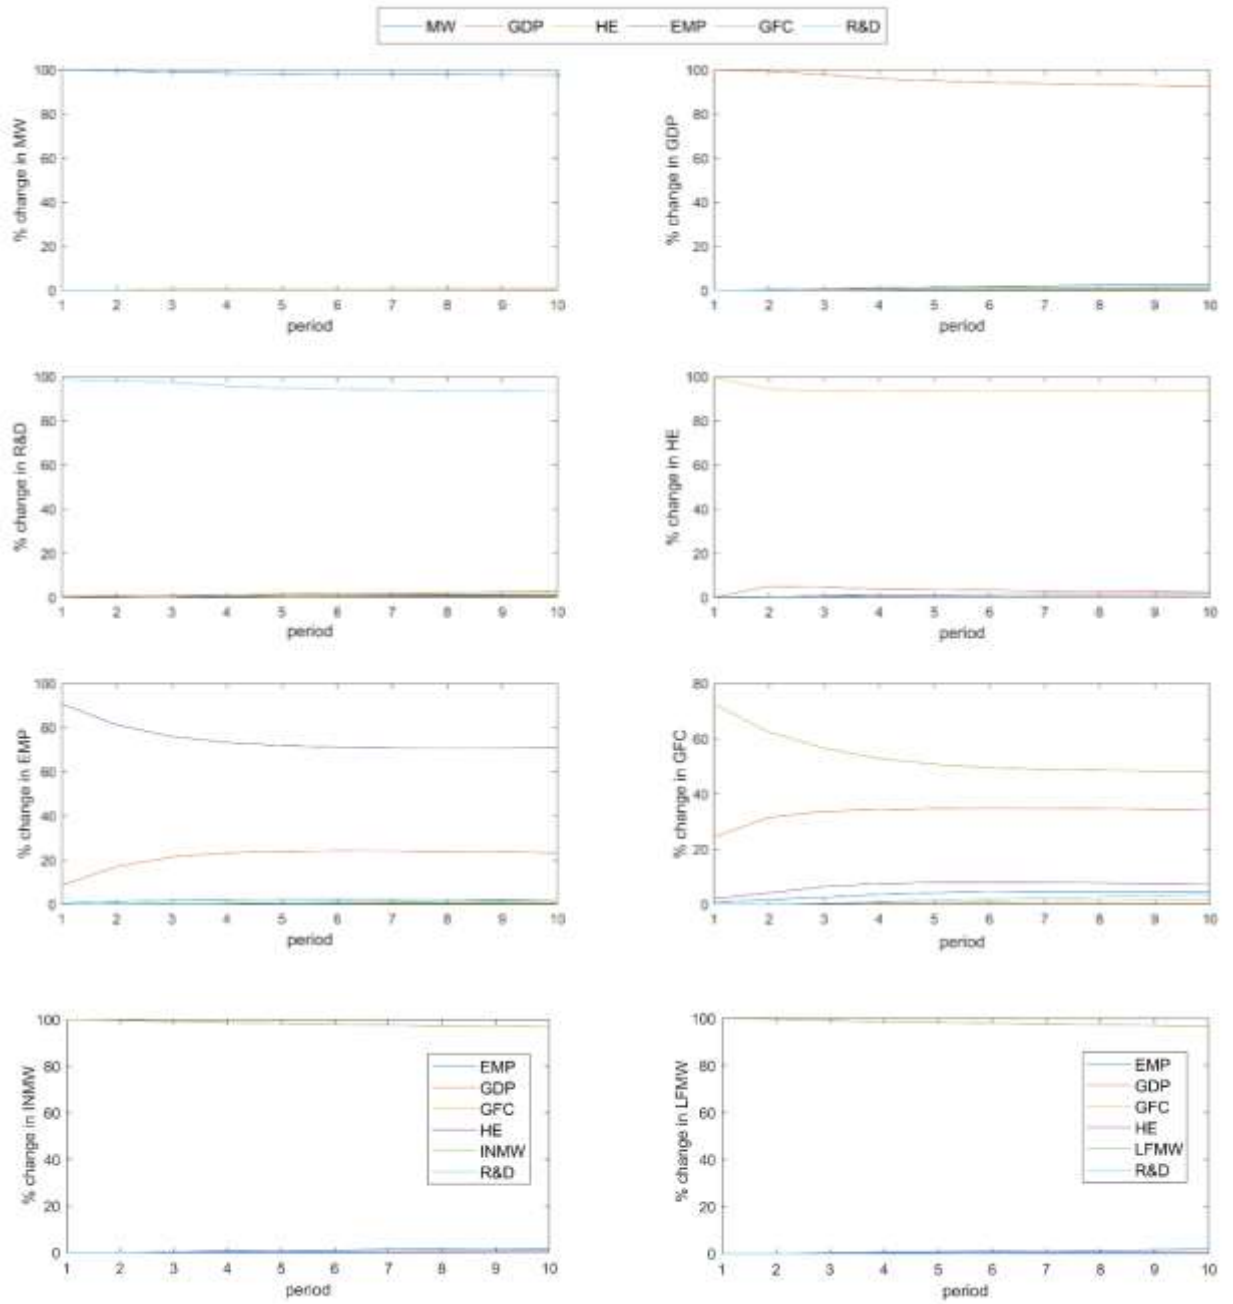 MW GDP HE EMP GFC R&D
% change in MW
100
80
60
40
20
0
1 2 3 4 5 6 7 8 9 10
period
% change in GDP
100
80
60
40
20
0
1 2 3 4 5 6 7 8 9 10
period
% change in R&D
100
80
60
40
20
0
1 2 3 4 5 6 7 8 9 10
period
% change in HE
100
80
60
40
20
0
1 2 3 4 5 6 7 8 9 10
period
% change in EMP
100
80
60
40
20
0
1 2 3 4 5 6 7 8 9 10
period
% change in GFC
80
60
40
20
0
1 2 3 4 5 6 7 8 9 10
period
% change in INMW
100
80
60
40
20
0
1 2 3 4 5 6 7 8 9 10
period
EMP
GDP
GFC
HE
INMW
R&D
% change in LFMW
100
80
60
40
20
0
1 2 3 4 5 6 7 8 9 10
period
EMP
GDP
GFC
HE
LFMW
R&D